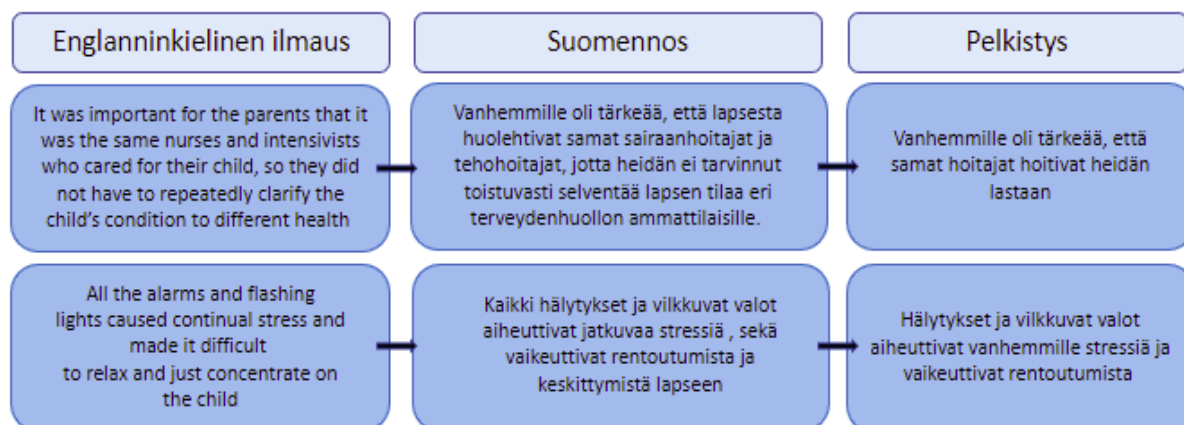 Englanninkielinen ilmaus
Suomennos
Pelkistys
It was important for the parents that it
was the same nurses and intensivists
who cared for their child, so they did
not have to repeatedly clarify the
child's condition to different health
Vanhemmille oli tärkeää, että lapsesta
huolehtivat samat sairaanhoitajat ja
tehohoitajat, jotta heidän ei tarvinnut
toistuvasti selventää lapsen tilaa eri
terveydenhuollon ammattilaisille.
Vanhemmille oli tärkeää, että
samat hoitajat hoitivat heidän
lastaan
All the alarms and flashing
lights caused continual stress and
made it difficult
to relax and just concentrate on
the child
Kaikki hälytykset ja vilkkuvat valot
aiheuttivat jatkuvaa stressiä , sekä
vaikeuttivat rentoutumista ja
keskittymistä lapseen
Hälytykset ja vilkkuvat valot
aiheuttivat vanhemmille stressiä ja
vaikeuttivat rentoutumista